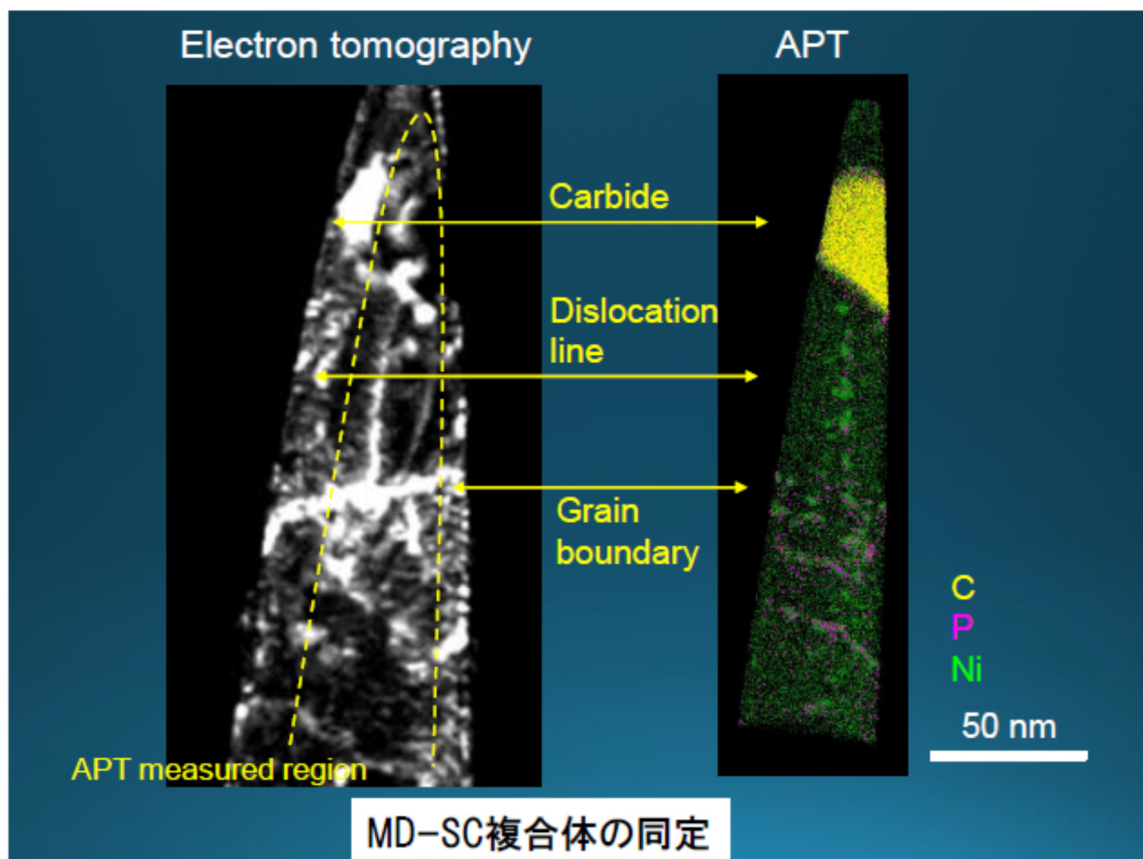 Electron tomography
APT
Carbide
Dislocation
line
Grain
boundary
C
P
Ni
50 nm
APT measured region
MD-SC複合体の同定